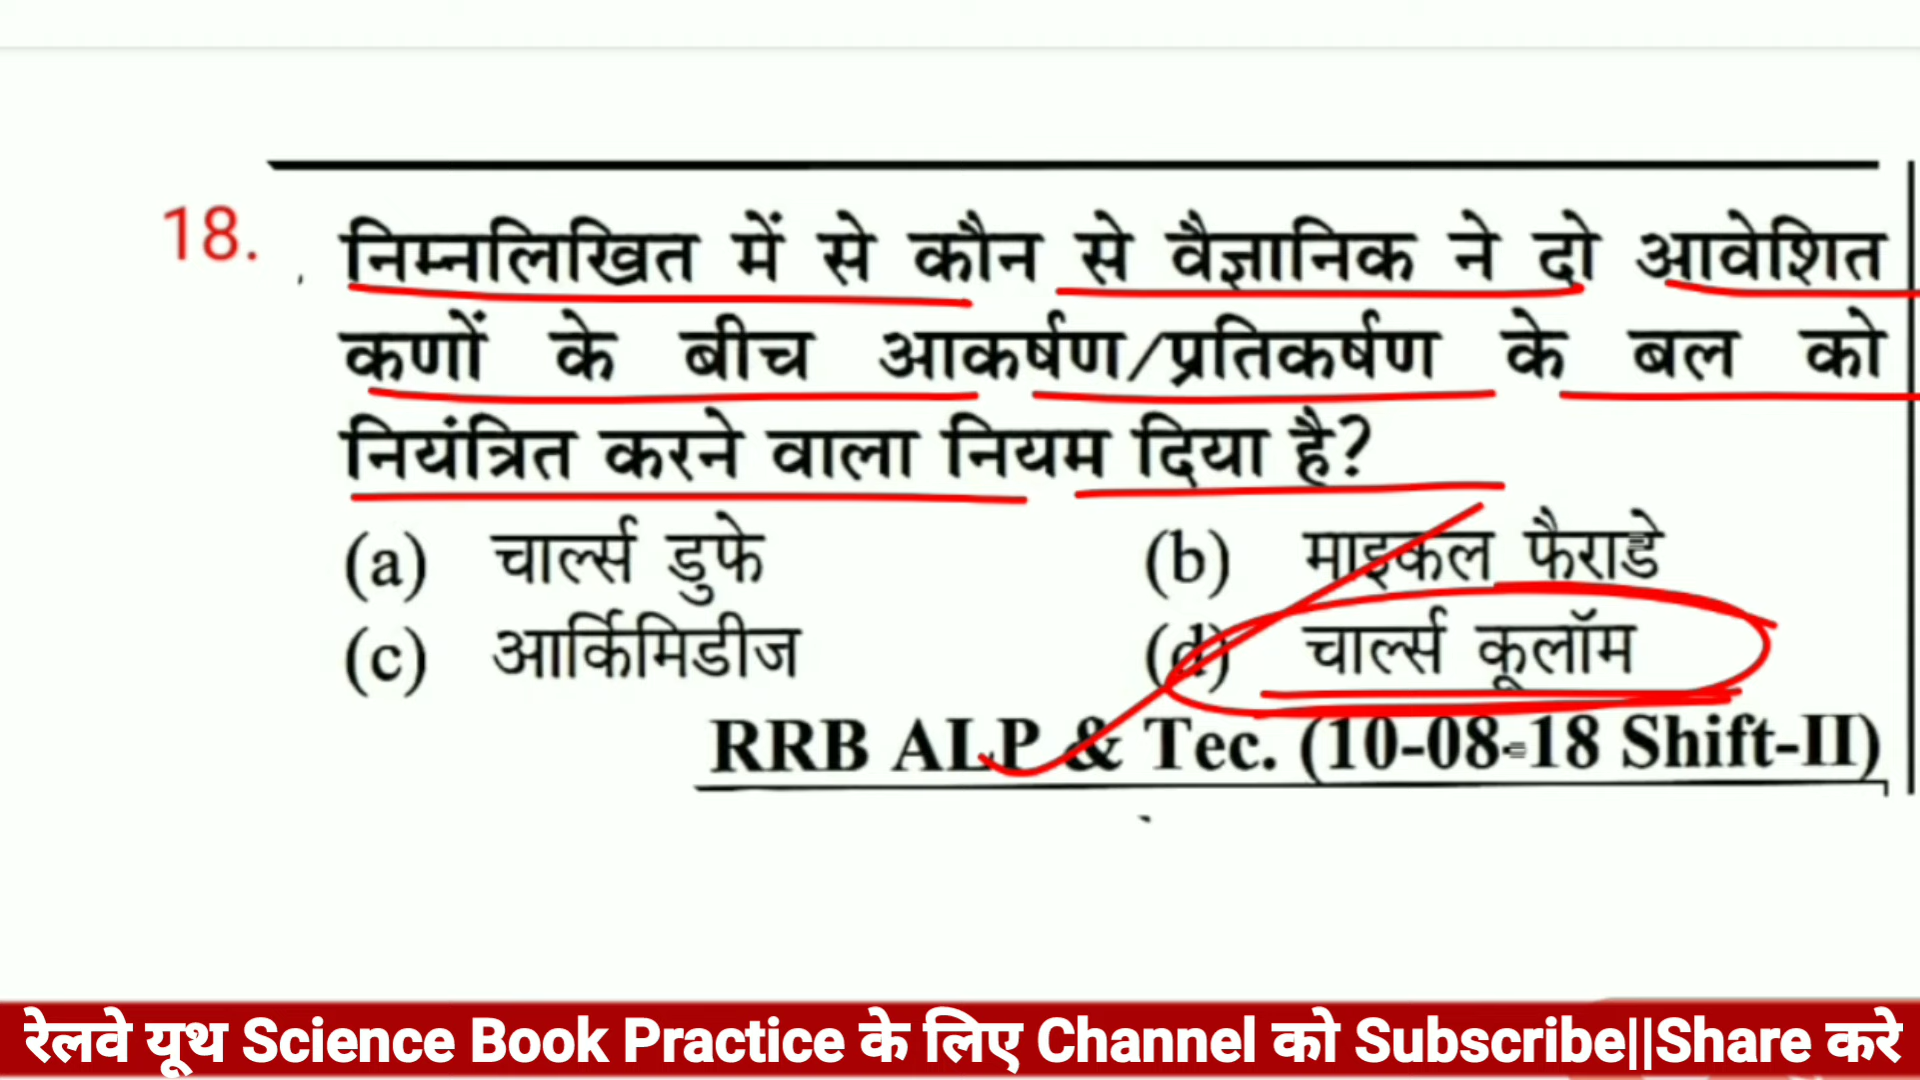 18. निम्नलिखित में से कौन से वैज्ञानिक ने दो आवेशित
कणों के बीच आकर्षण/प्रतिकर्षण के बल को
नियंत्रित करने वाला नियम दिया है?
(a) चार्ल्स डुफे (b) माइकल फैराडे
(c) आर्किमिडीज (d) चार्ल्स कूलॉम
RRB ALP & Tec. (10-08-18 Shift-II)
रेलवे यूथ Science Book Practice के लिए Channel को Subscribe||Share करे